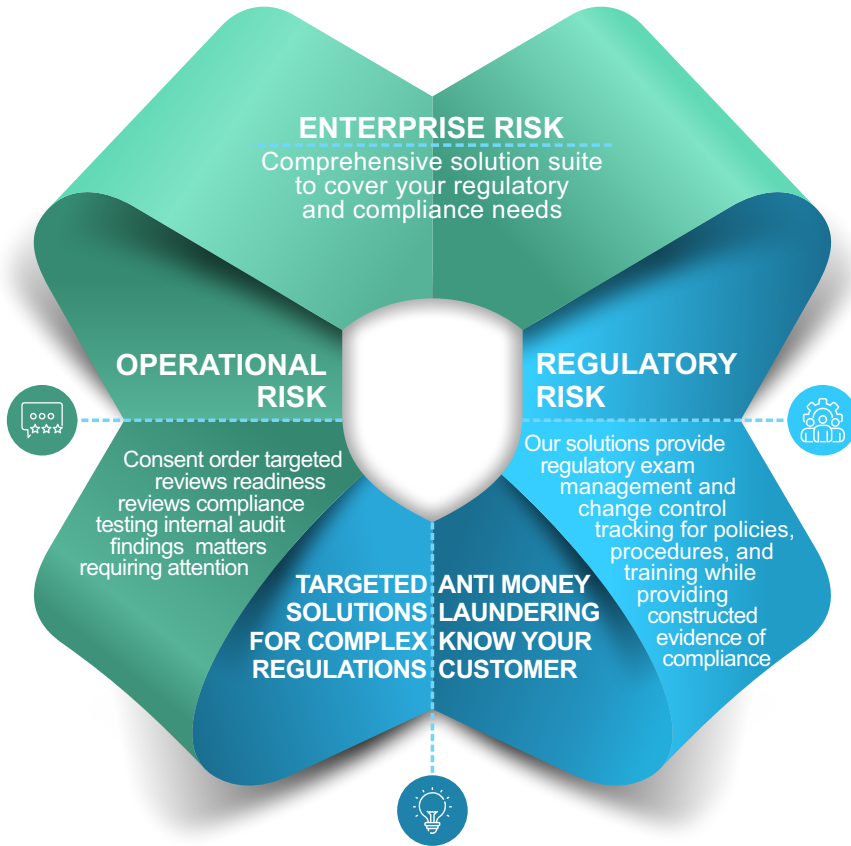 ENTERPRISE RISK
Comprehensive solution suite
to cover your regulatory
and compliance needs
OPERATIONAL
RISK
Consent order targeted
reviews readiness
reviews compliance
testing internal audit
findings matters
requiring attention
REGULATORY
RISK
Our solutions provide
regulatory exam
management and
change control
tracking for policies,
procedures, and
training while
providing
constructed
evidence of
compliance
TARGETED
SOLUTIONS
FOR COMPLEX
REGULATIONS
ANTI MONEY
LAUNDERING
KNOW YOUR
CUSTOMER